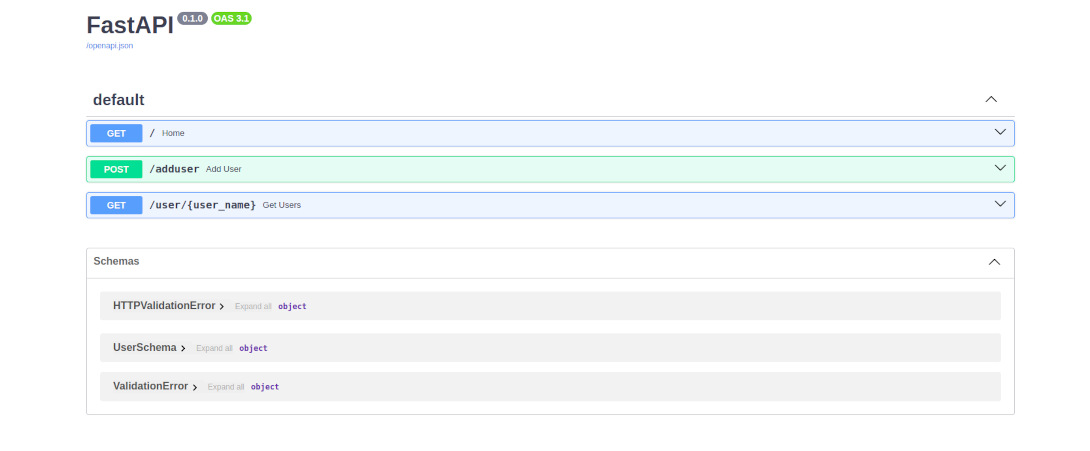 FastAPI 0.1.0 OAS 3.1
/openapi.json
default
GET / Home
POST /adduser Add User
GET /user/{user_name} Get Users
Schemas
HTTPValidationError Expand all object
UserSchema Expand all object
ValidationError Expand all object